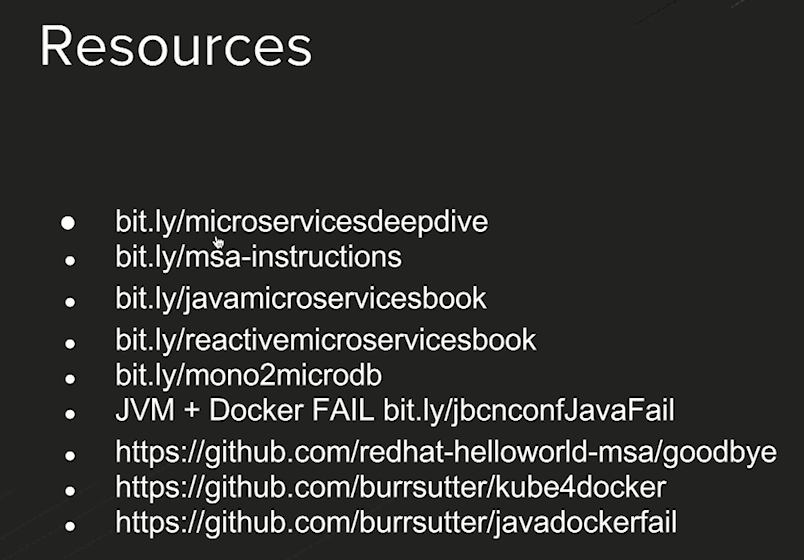 Resources
bit.ly/microservicesdeepdive
bit.ly/msa-instructions
bit.ly/javamicroservicesbook
bit.ly/reactivemicroservicesbook
bit.ly/mono2microdb
JVM + Docker FAIL bit.ly/jbcnconfJavaFail
https://github.com/redhat-helloworld-msa/goodbye
https://github.com/burrsutter/kube4docker
https://github.com/burrsutter/javadockerfail